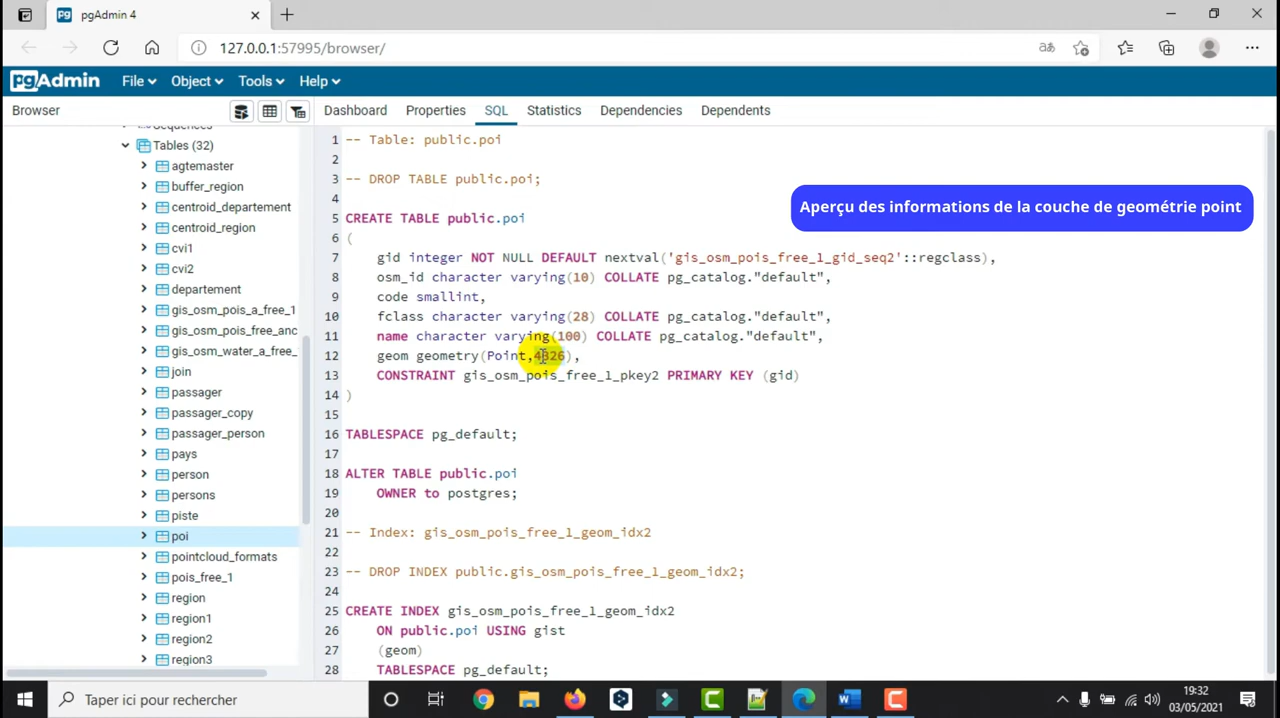 pgAdmin 4
127.0.0.1:57995/browser/
pgAdmin File Object Tools Help
Browser
Dashboard Properties SQL Statistics Dependencies Dependents
Sequences
Tables (32)
agtemaster
buffer_region
centroid_departement
centroid_region
cvi1
cvi2
departement
gis_osm_pois_a_free_1
gis_osm_pois_free_anc
gis_osm_water_a_free_
join
passager
passager_copy
passager_person
pays
person
persons
piste
poi
pointcloud_formats
pois_free_1
region
region1
region2
region3
1 -- Table: public.poi
2
3 -- DROP TABLE public.poi;
4
5 CREATE TABLE public.poi
6 (
7 gid integer NOT NULL DEFAULT nextval('gis_osm_pois_free_1_gid_seq2'::regclass),
8 osm_id character varying(10) COLLATE pg_catalog."default",
9 code smallint,
10 fclass character varying(28) COLLATE pg_catalog."default",
11 name character varying(100) COLLATE pg_catalog."default",
12 geom geometry(Point,4326),
13 CONSTRAINT gis_osm_pois_free_1_pkey2 PRIMARY KEY (gid)
14 )
15
16 TABLESPACE pg_default;
17
18 ALTER TABLE public.poi
19 OWNER to postgres;
20
21 -- Index: gis_osm_pois_free_1_geom_idx2
22
23 -- DROP INDEX public.gis_osm_pois_free_1_geom_idx2;
24
25 CREATE INDEX gis_osm_pois_free_1_geom_idx2
26 ON public.poi USING gist
27 (geom)
28 TABLESPACE pg_default;
Aperçu des informations de la couche de geométrie point
Taper ici pour rechercher
19:32
03/05/2021